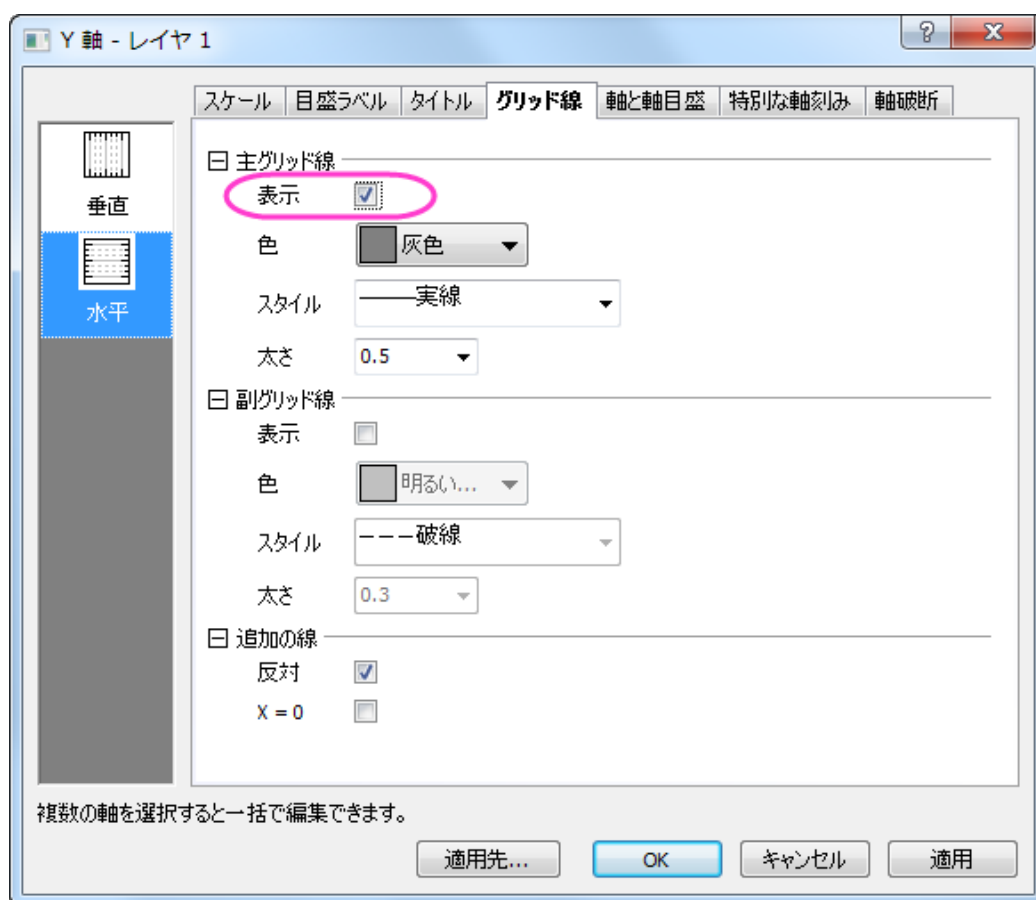 Y 軸 - レイヤ 1
スケール 目盛ラベル タイトル グリッド線 軸と軸目盛 特別な軸刻み 軸破断
垂直
水平
主グリッド線
表示
色 灰色
スタイル 実線
太さ 0.5
副グリッド線
表示
色 明るい...
スタイル 破線
太さ 0.3
追加の線
反対
X = 0
複数の軸を選択すると一括で編集できます。
適用先... OK キャンセル 適用